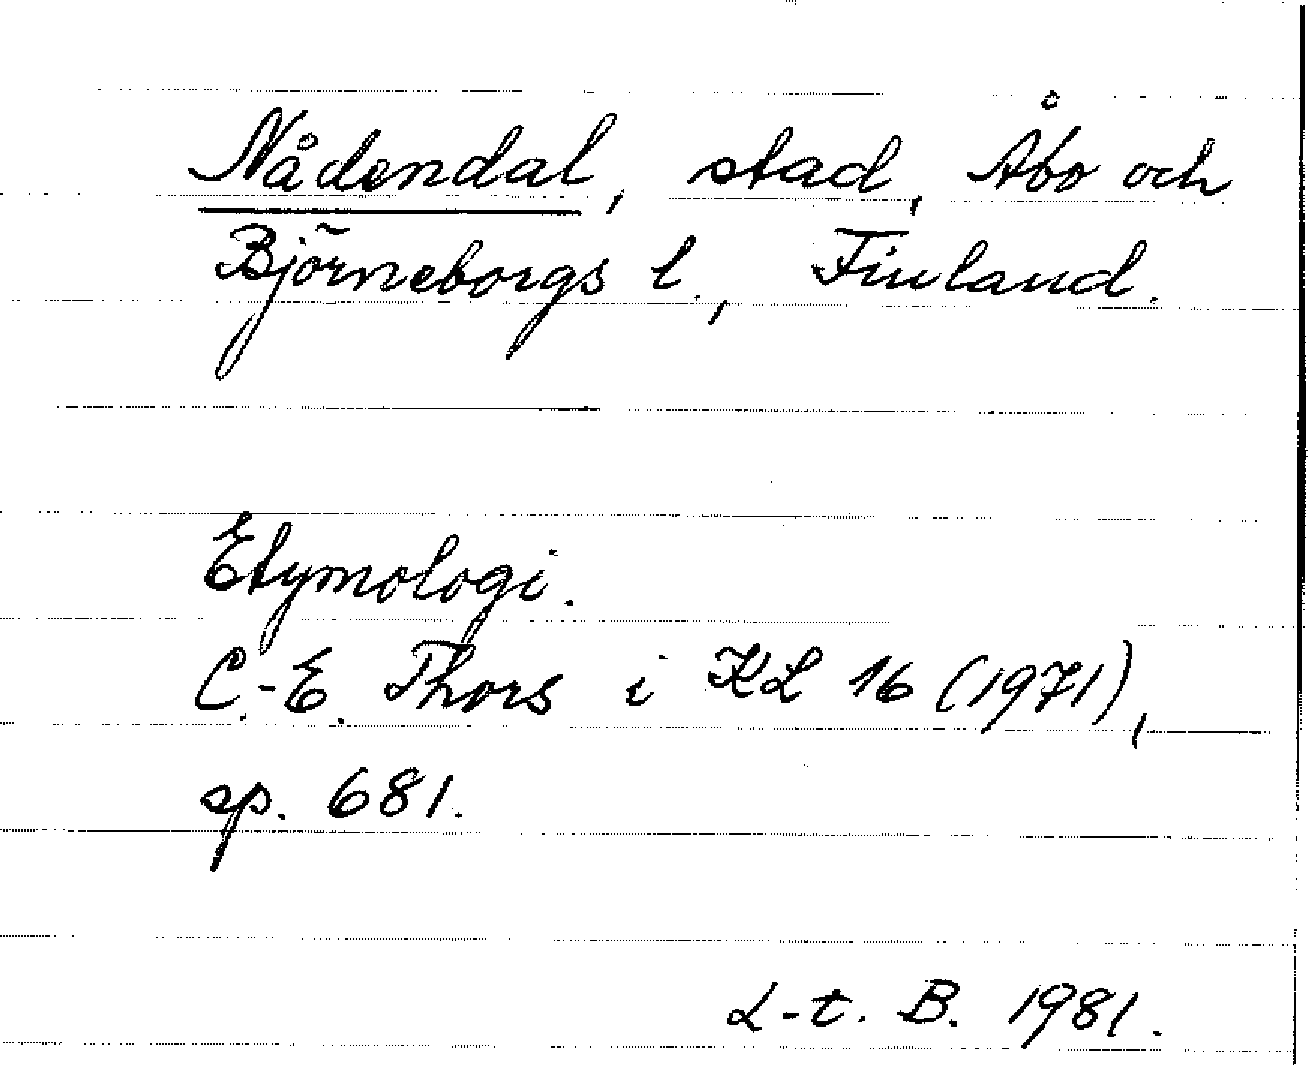 Nådendal, stad, Åbo och
Björneborgs l., Finland.
Etymologi.
C.-E. Thors i KL 16 (1971),
sp. 681.
L-t. B. 1981.